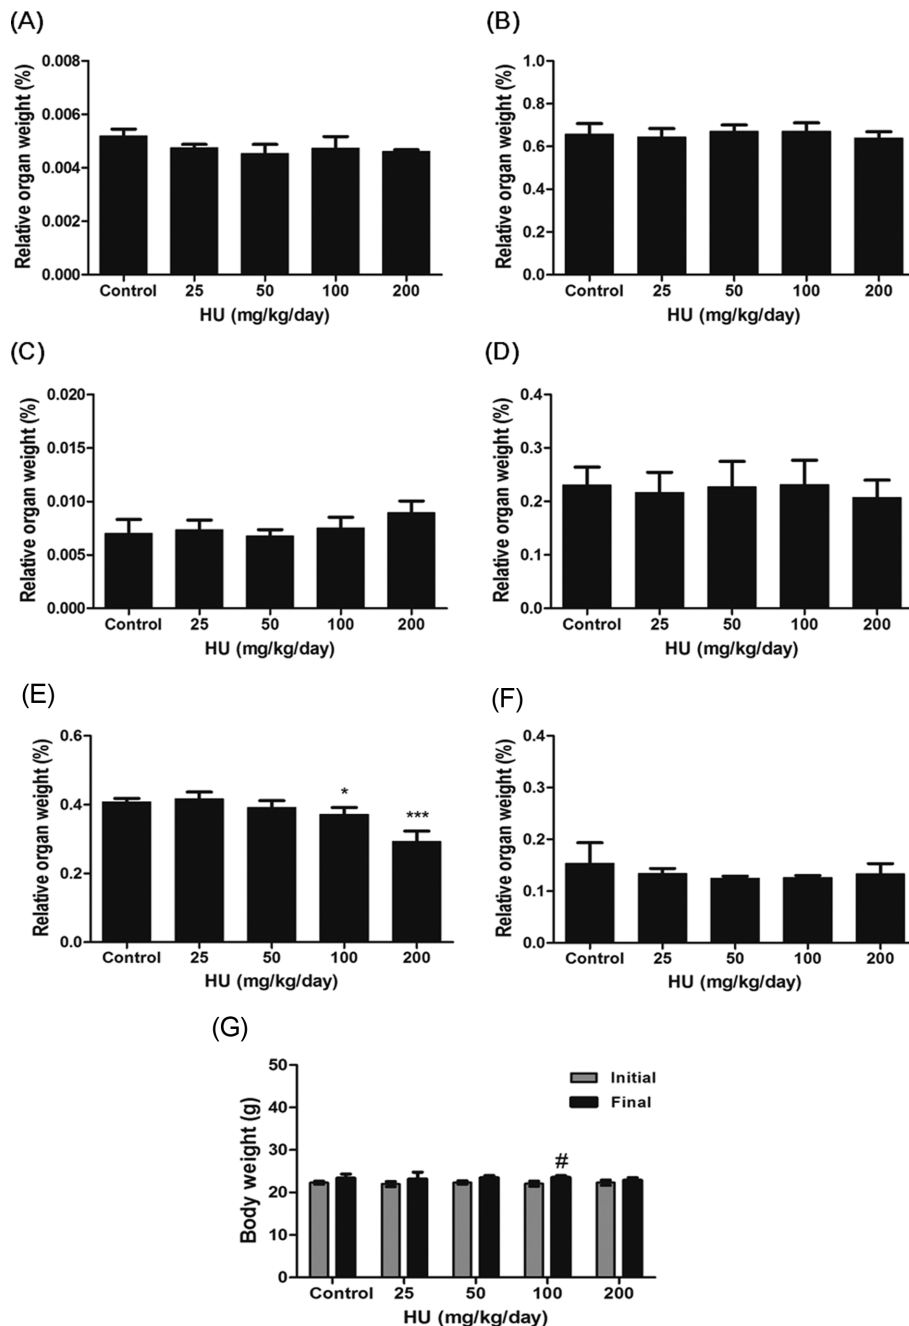 (A)
Relative organ weight (%)
0.008
0.006
0.004
0.002
0.000
Control 25 50 100 200
HU (mg/kg/day)
(B)
Relative organ weight (%)
1.0
0.8
0.6
0.4
0.2
0.0
Control 25 50 100 200
HU (mg/kg/day)
(C)
Relative organ weight (%)
0.020
0.015
0.010
0.005
0.000
Control 25 50 100 200
HU (mg/kg/day)
(D)
Relative organ weight (%)
0.4
0.3
0.2
0.1
0.0
Control 25 50 100 200
HU (mg/kg/day)
(E)
Relative organ weight (%)
0.6
0.4
0.2
0.0
* ***
Control 25 50 100 200
HU (mg/kg/day)
(F)
Relative organ weight (%)
0.4
0.3
0.2
0.1
0.0
Control 25 50 100 200
HU (mg/kg/day)
(G)
Body weight (g)
50
40
30
20
10
0
Initial
Final
#
Control 25 50 100 200
HU (mg/kg/day)